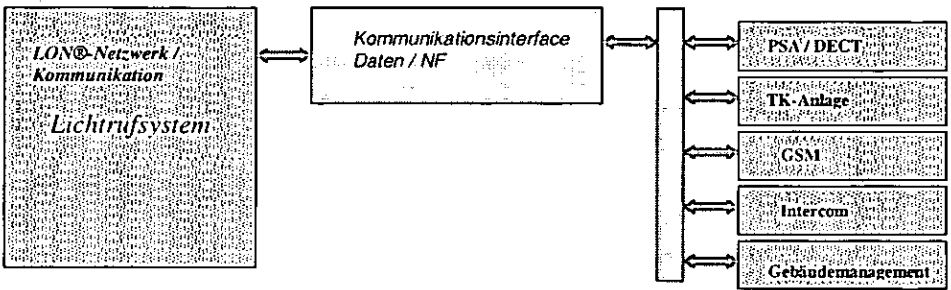 LON®-Netzwerk /
Kommunikation
Lichtrufsystem
Kommunikationsinterface
Daten / NF
PSA / DECT
TK-Anlage
GSM
Intercom
Gebäudemanagement